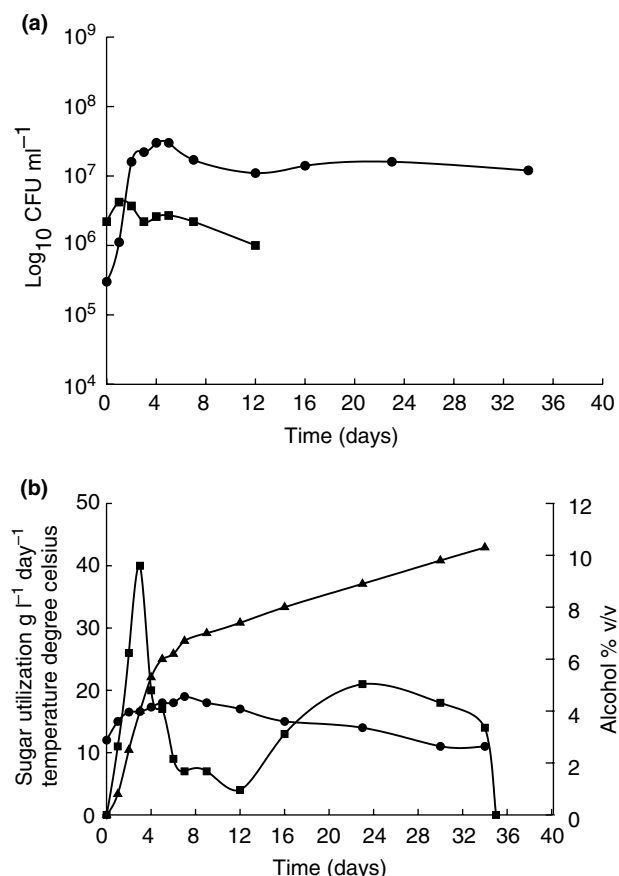 (a)
10⁹
10⁸
10⁷
10⁶
10⁵
10⁴
Log₁₀ CFU ml⁻¹
0 4 8 12 16 20 24 28 32 36 40
Time (days)
(b)
50
40
30
20
10
0
Sugar utilization g l⁻¹ day⁻¹
temperature degree celsius
12
10
8
6
4
2
0
Alcohol % v/v
0 4 8 12 16 20 24 28 32 36 40
Time (days)